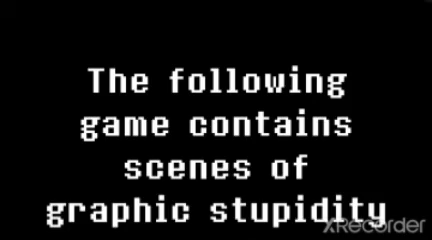 The following
game contains
scenes of
graphic stupidity
XRecorder